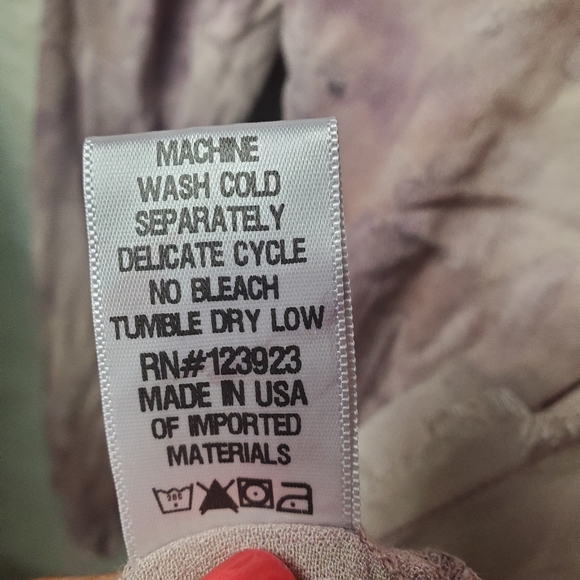 MACHINE
WASH COLD
SEPARATELY
DELICATE CYCLE
NO BLEACH
TUMBLE DRY LOW
RN#123923
MADE IN USA
OF IMPORTED
MATERIALS